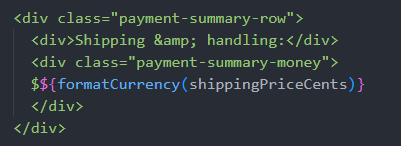 <div class="payment-summary-row">
<div>Shipping &amp; handling:</div>
<div class="payment-summary-money">
$${formatCurrency(shippingPriceCents)}
</div>
</div>